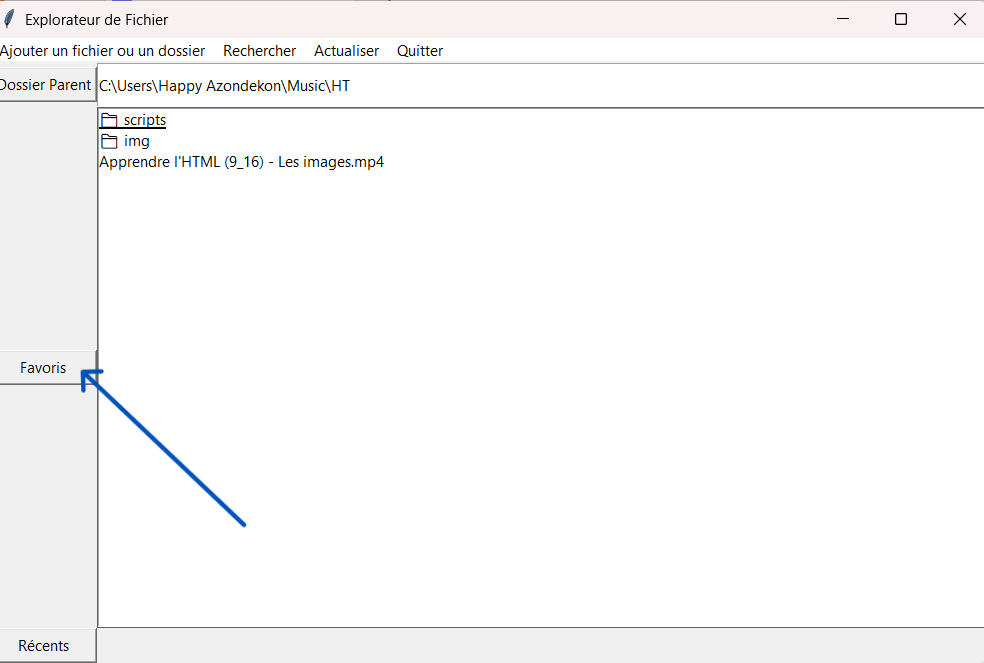 Explorateur de Fichier
Ajouter un fichier ou un dossier Rechercher Actualiser Quitter
Dossier Parent C:\Users\Happy Azondekon\Music\HT
scripts
img
Apprendre l'HTML (9_16) - Les images.mp4
Favoris
Récents